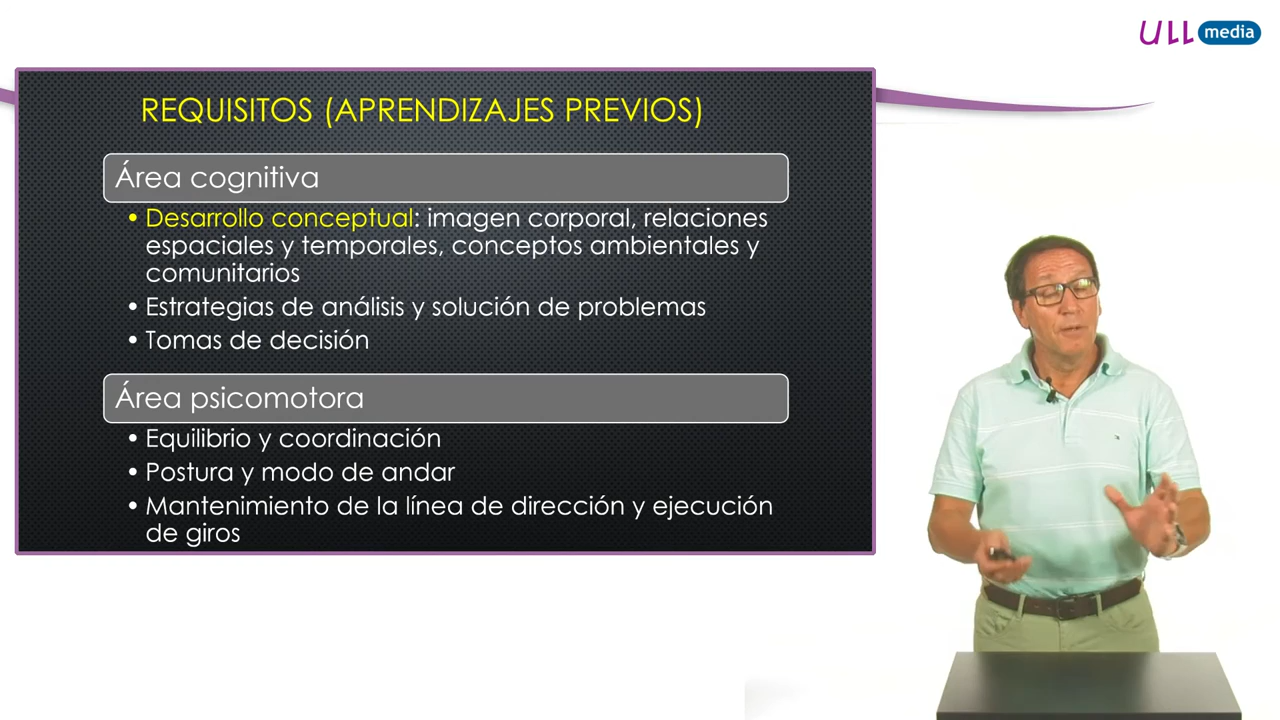 ULL media
REQUISITOS (APRENDIZAJES PREVIOS)
Área cognitiva
• Desarrollo conceptual: imagen corporal, relaciones
espaciales y temporales, conceptos ambientales y
comunitarios
• Estrategias de análisis y solución de problemas
• Tomas de decisión
Área psicomotora
• Equilibrio y coordinación
• Postura y modo de andar
• Mantenimiento de la línea de dirección y ejecución
de giros